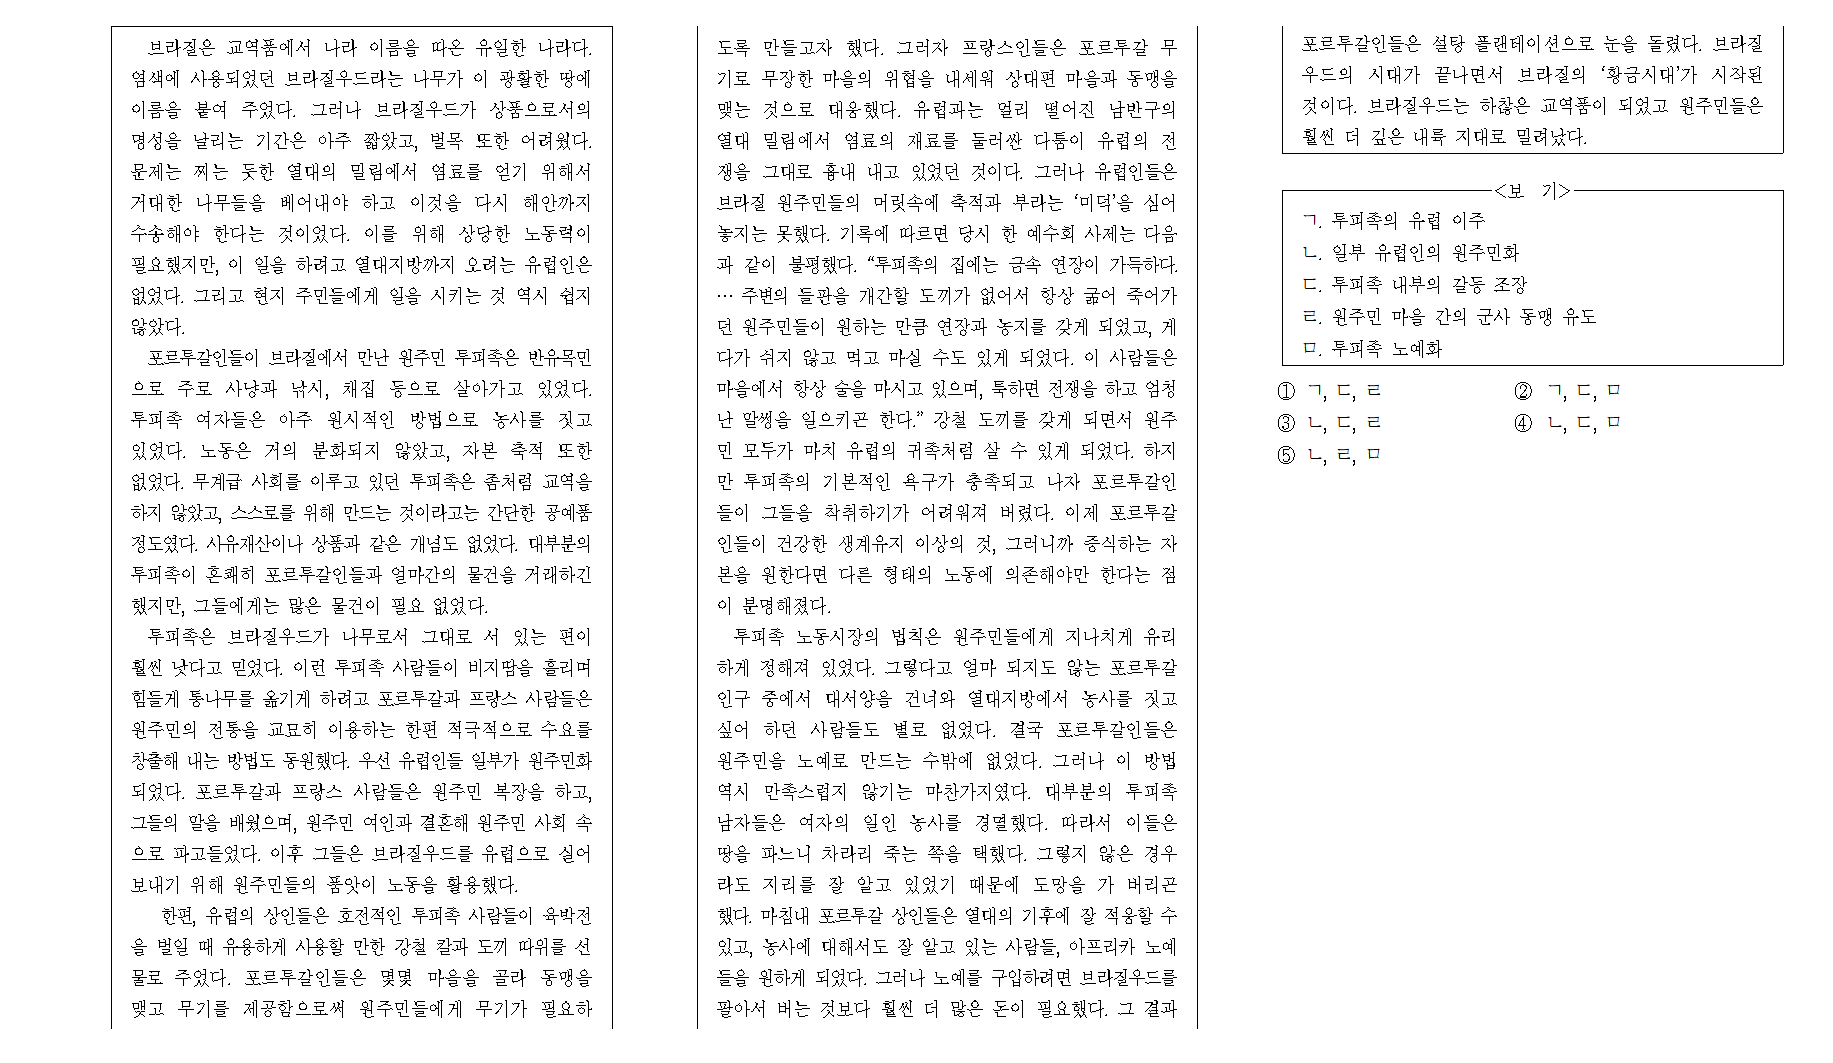 브라질은 교역품에서 나라 이름을 따온 유일한 나라다.
염색에 사용되었던 브라질우드라는 나무가 이 광활한 땅에
이름을 붙여 주었다. 그러나 브라질우드가 상품으로서의
명성을 날리는 기간은 아주 짧았고, 벌목 또한 어려웠다.
문제는 찌는 듯한 열대의 밀림에서 염료를 얻기 위해서
거대한 나무들을 베어내야 하고 이것을 다시 해안까지
수송해야 한다는 것이었다. 이를 위해 상당한 노동력이
필요했지만, 이 일을 하려고 열대지방까지 오려는 유럽인은
없었다. 그리고 현지 주민들에게 일을 시키는 것 역시 쉽지
않았다.
포르투갈인들이 브라질에서 만난 원주민 투피족은 반유목민
으로 주로 사냥과 낚시, 채집 등으로 살아가고 있었다.
투피족 여자들은 아주 원시적인 방법으로 농사를 짓고
있었다. 노동은 거의 분화되지 않았고, 자본 축적 또한
없었다. 무계급 사회를 이루고 있던 투피족은 좀처럼 교역을
하지 않았고, 스스로를 위해 만드는 것이라고는 간단한 공예품
정도였다. 사유재산이나 상품과 같은 개념도 없었다. 대부분의
투피족이 흔쾌히 포르투갈인들과 얼마간의 물건을 거래하긴
했지만, 그들에게는 많은 물건이 필요 없었다.
투피족은 브라질우드가 나무로서 그대로 서 있는 편이
훨씬 낫다고 믿었다. 이런 투피족 사람들이 비지땀을 흘리며
힘들게 통나무를 옮기게 하려고 포르투갈과 프랑스 사람들은
원주민의 전통을 교묘히 이용하는 한편 적극적으로 수요를
창출해 내는 방법도 동원했다. 우선 유럽인들 일부가 원주민화
되었다. 포르투갈과 프랑스 사람들은 원주민 복장을 하고,
그들의 말을 배웠으며, 원주민 여인과 결혼해 원주민 사회 속
으로 파고들었다. 이후 그들은 브라질우드를 유럽으로 실어
보내기 위해 원주민들의 품앗이 노동을 활용했다.
한편, 유럽의 상인들은 호전적인 투피족 사람들이 육박전
을 벌일 때 유용하게 사용할 만한 강철 칼과 도끼 따위를 선
물로 주었다. 포르투갈인들은 몇몇 마을을 골라 동맹을
맺고 무기를 제공함으로써 원주민들에게 무기가 필요하
도록 만들고자 했다. 그러자 프랑스인들은 포르투갈 무
기로 무장한 마을의 위협을 내세워 상대편 마을과 동맹을
맺는 것으로 대응했다. 유럽과는 멀리 떨어진 남반구의
열대 밀림에서 염료의 재료를 둘러싼 다툼이 유럽의 전
쟁을 그대로 흉내 내고 있었던 것이다. 그러나 유럽인들은
브라질 원주민들의 머릿속에 축적과 부라는 ‘미덕’을 심어
놓지는 못했다. 기록에 따르면 당시 한 예수회 사제는 다음
과 같이 불평했다. “투피족의 집에는 금속 연장이 가득하다.
… 주변의 들판을 개간할 도끼가 없어서 항상 굶어 죽어가
던 원주민들이 원하는 만큼 연장과 농지를 갖게 되었고, 게
다가 쉬지 않고 먹고 마실 수도 있게 되었다. 이 사람들은
마을에서 항상 술을 마시고 있으며, 툭하면 전쟁을 하고 엄청
난 말썽을 일으키곤 한다.” 강철 도끼를 갖게 되면서 원주
민 모두가 마치 유럽의 귀족처럼 살 수 있게 되었다. 하지
만 투피족의 기본적인 욕구가 충족되고 나자 포르투갈인
들이 그들을 착취하기가 어려워져 버렸다. 이제 포르투갈
인들이 건강한 생계유지 이상의 것, 그러니까 증식하는 자
본을 원한다면 다른 형태의 노동에 의존해야만 한다는 점
이 분명해졌다.
투피족 노동시장의 법칙은 원주민들에게 지나치게 유리
하게 정해져 있었다. 그렇다고 얼마 되지도 않는 포르투갈
인구 중에서 대서양을 건너와 열대지방에서 농사를 짓고
싶어 하던 사람들도 별로 없었다. 결국 포르투갈인들은
원주민을 노예로 만드는 수밖에 없었다. 그러나 이 방법
역시 만족스럽지 않기는 마찬가지였다. 대부분의 투피족
남자들은 여자의 일인 농사를 경멸했다. 따라서 이들은
땅을 파느니 차라리 죽는 쪽을 택했다. 그렇지 않은 경우
라도 지리를 잘 알고 있었기 때문에 도망을 가 버리곤
했다. 마침내 포르투갈 상인들은 열대의 기후에 잘 적응할 수
있고, 농사에 대해서도 잘 알고 있는 사람들, 아프리카 노예
들을 원하게 되었다. 그러나 노예를 구입하려면 브라질우드를
팔아서 버는 것보다 훨씬 더 많은 돈이 필요했다. 그 결과
포르투갈인들은 설탕 플랜테이션으로 눈을 돌렸다. 브라질
우드의 시대가 끝나면서 브라질의 ‘황금시대’가 시작된
것이다. 브라질우드는 하찮은 교역품이 되었고 원주민들은
훨씬 더 깊은 내륙 지대로 밀려났다.
<보 기>
ㄱ. 투피족의 유럽 이주
ㄴ. 일부 유럽인의 원주민화
ㄷ. 투피족 내부의 갈등 조장
ㄹ. 원주민 마을 간의 군사 동맹 유도
ㅁ. 투피족 노예화
① ㄱ, ㄷ, ㄹ ② ㄱ, ㄷ, ㅁ
③ ㄴ, ㄷ, ㄹ ④ ㄴ, ㄷ, ㅁ
⑤ ㄴ, ㄹ, ㅁ